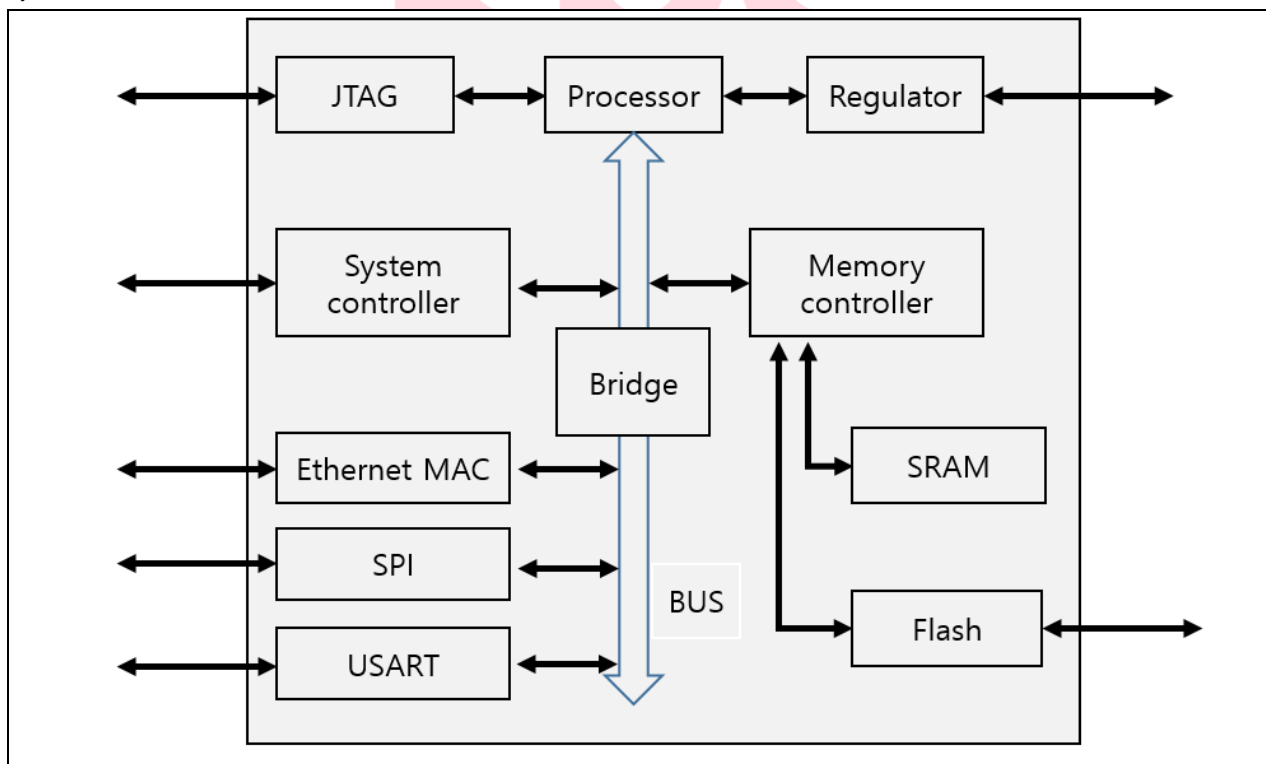 JTAG
Processor
Regulator
System
controller
Memory
controller
Bridge
Ethernet MAC
SRAM
SPI
BUS
Flash
USART